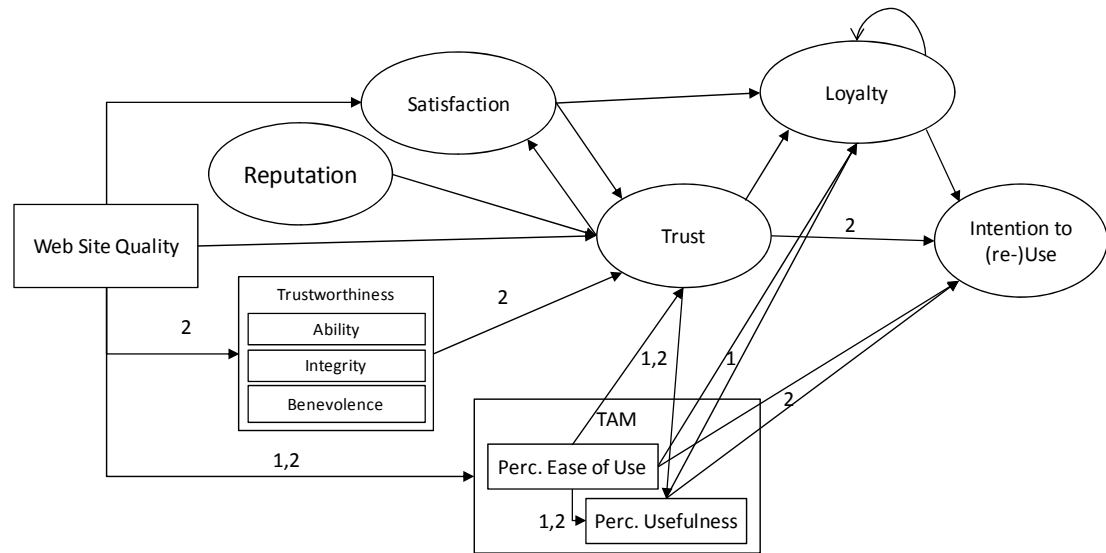 Satisfaction
Loyalty
Reputation
Web Site Quality
Trust
2
Intention to
(re-)Use
Trustworthiness
2
Ability
2
Integrity
1,2
1
Benevolence
2
TAM
1,2
Perc. Ease of Use
1,2
Perc. Usefulness